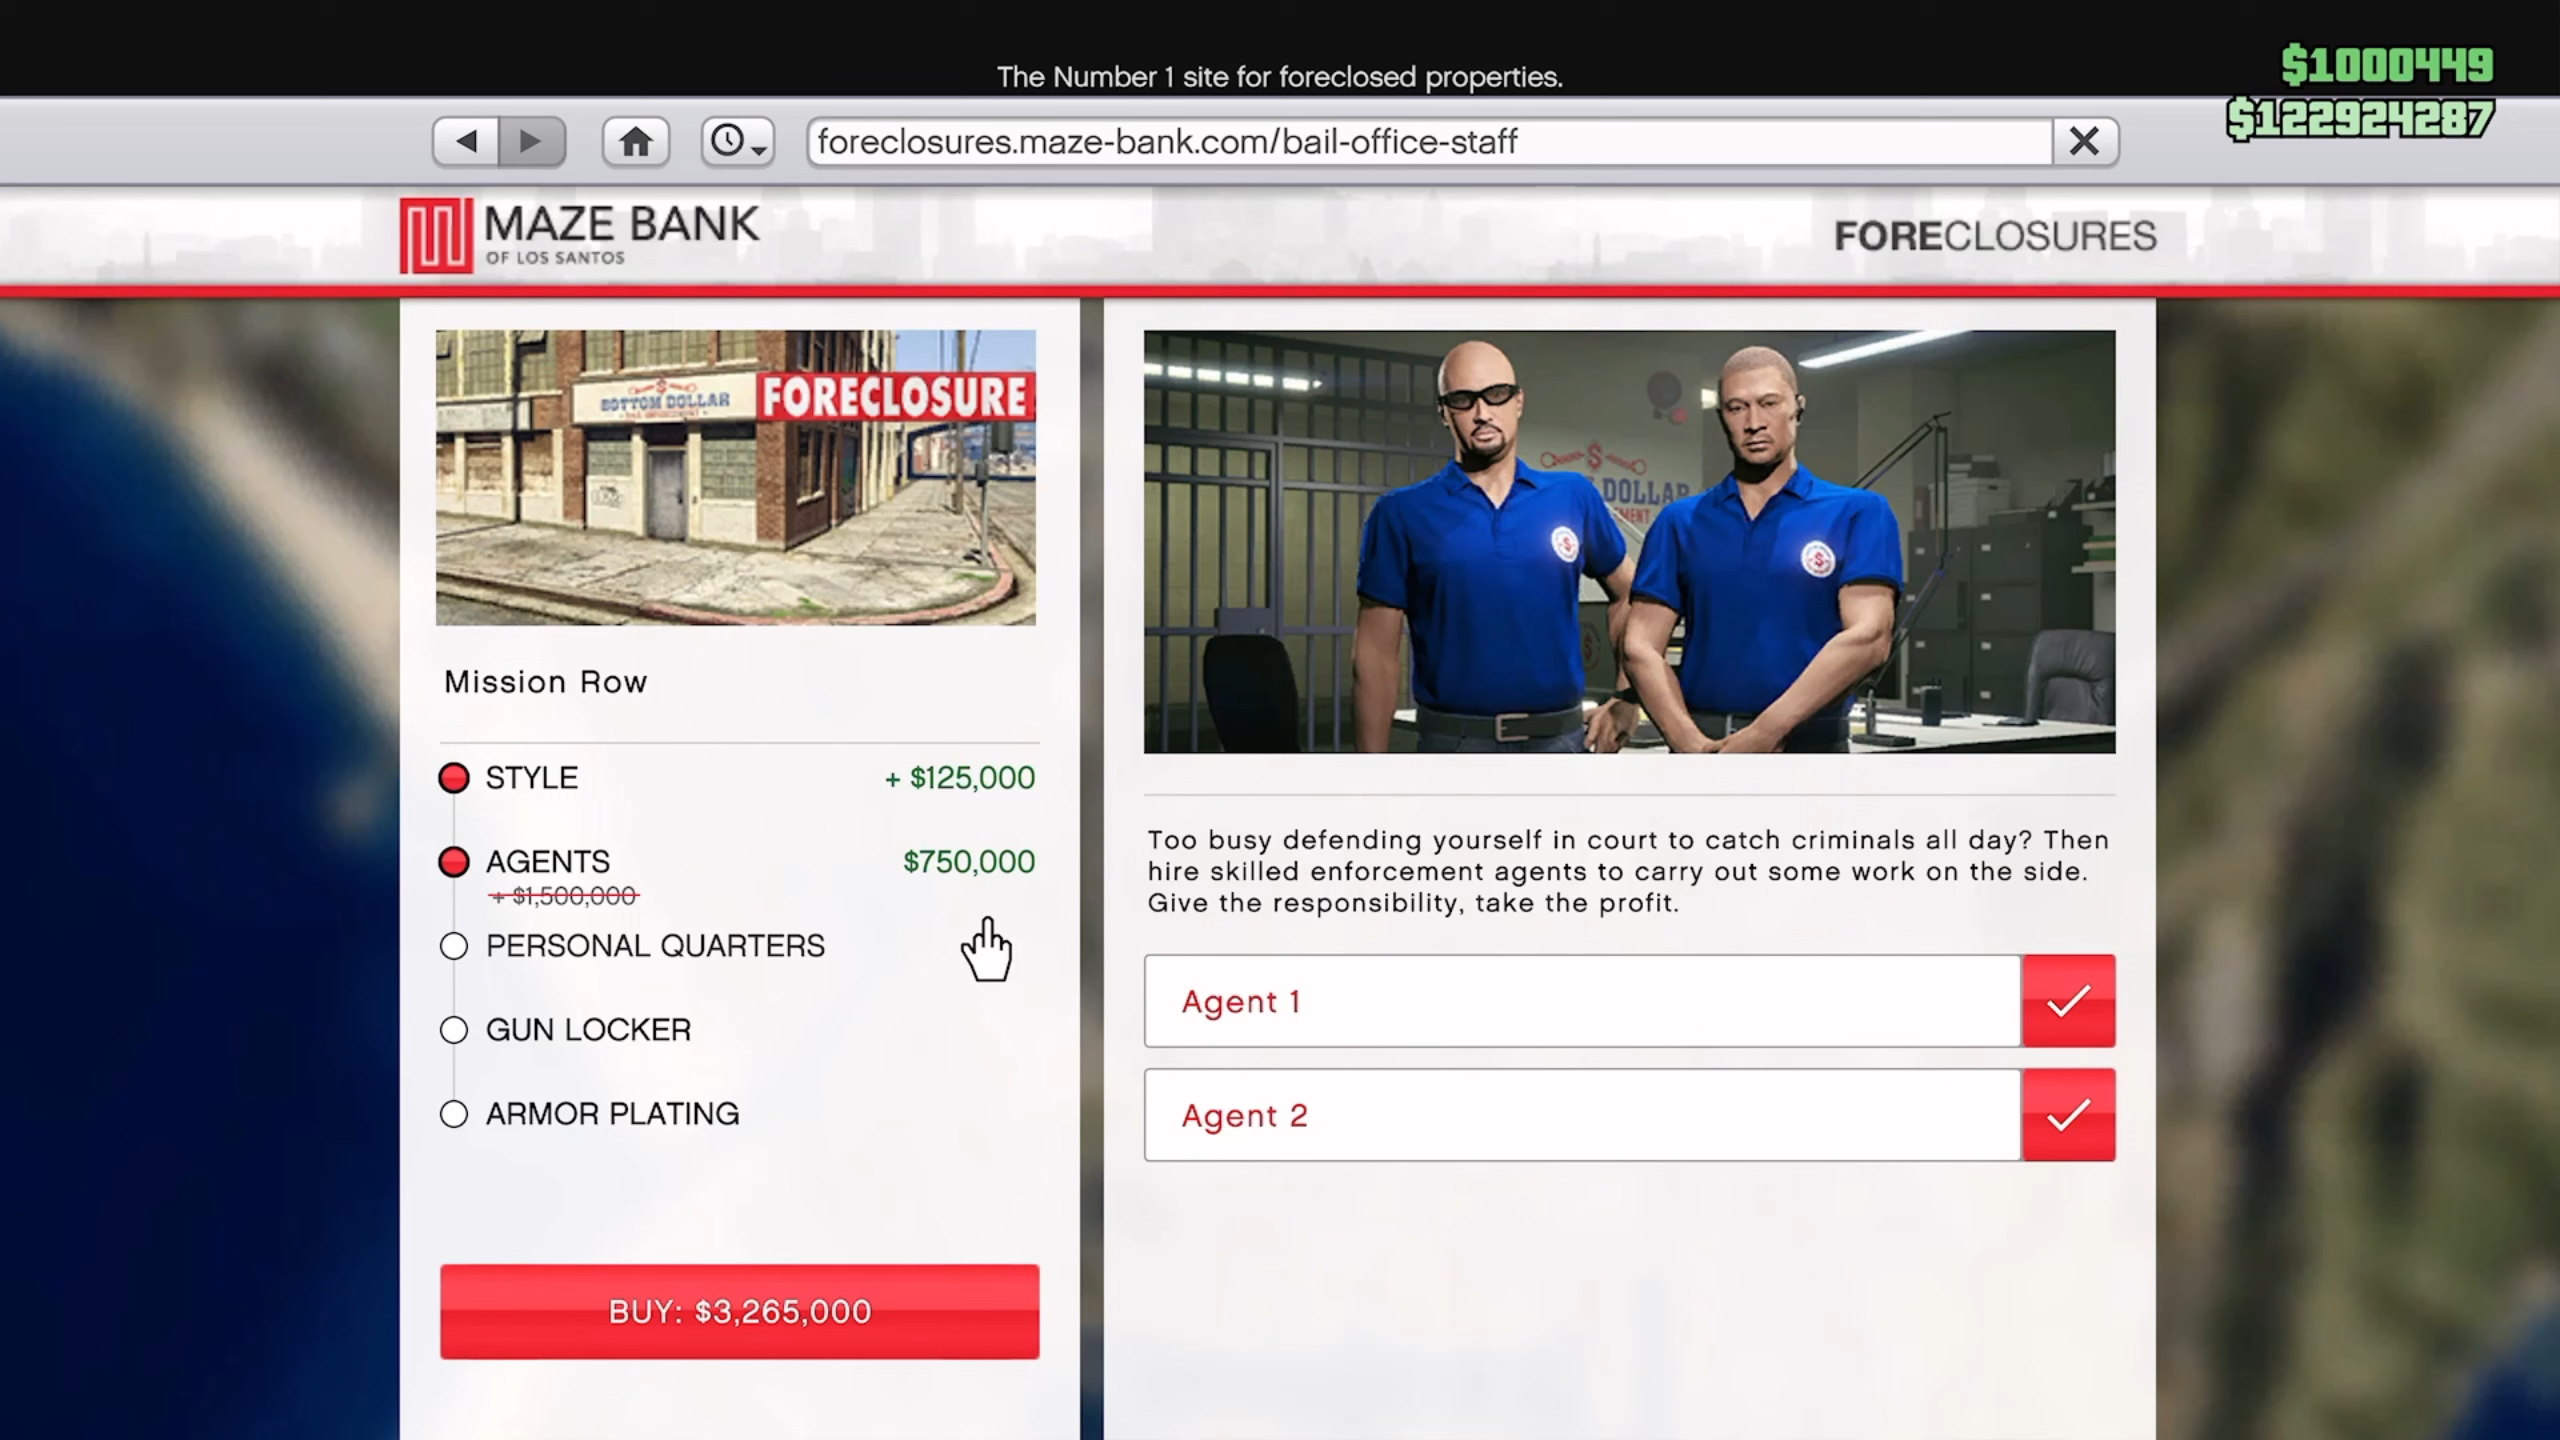 The Number 1 site for foreclosed properties.
$1000449
$122924287
foreclosures.maze-bank.com/bail-office-staff
MAZE BANK
OF LOS SANTOS
FORECLOSURES
BOTTOM DOLLAR
FORECLOSURE
DOLLAR
Mission Row
STYLE + $125,000
AGENTS $750,000
+ $1,500,000
PERSONAL QUARTERS
GUN LOCKER
ARMOR PLATING
BUY: $3,265,000
Too busy defending yourself in court to catch criminals all day? Then
hire skilled enforcement agents to carry out some work on the side.
Give the responsibility, take the profit.
Agent 1
Agent 2